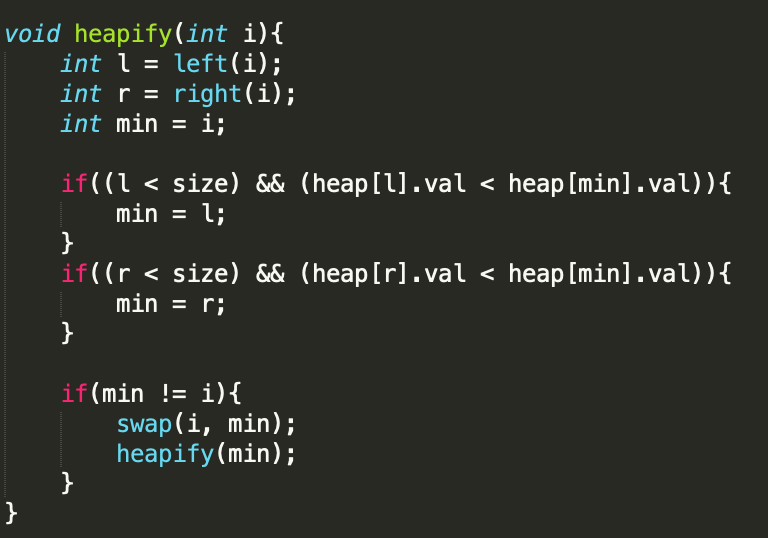 void heapify(int i){
    int l = left(i);
    int r = right(i);
    int min = i;

    if((l < size) && (heap[l].val < heap[min].val)){
        min = l;
    }
    if((r < size) && (heap[r].val < heap[min].val)){
        min = r;
    }

    if(min != i){
        swap(i, min);
        heapify(min);
    }
}